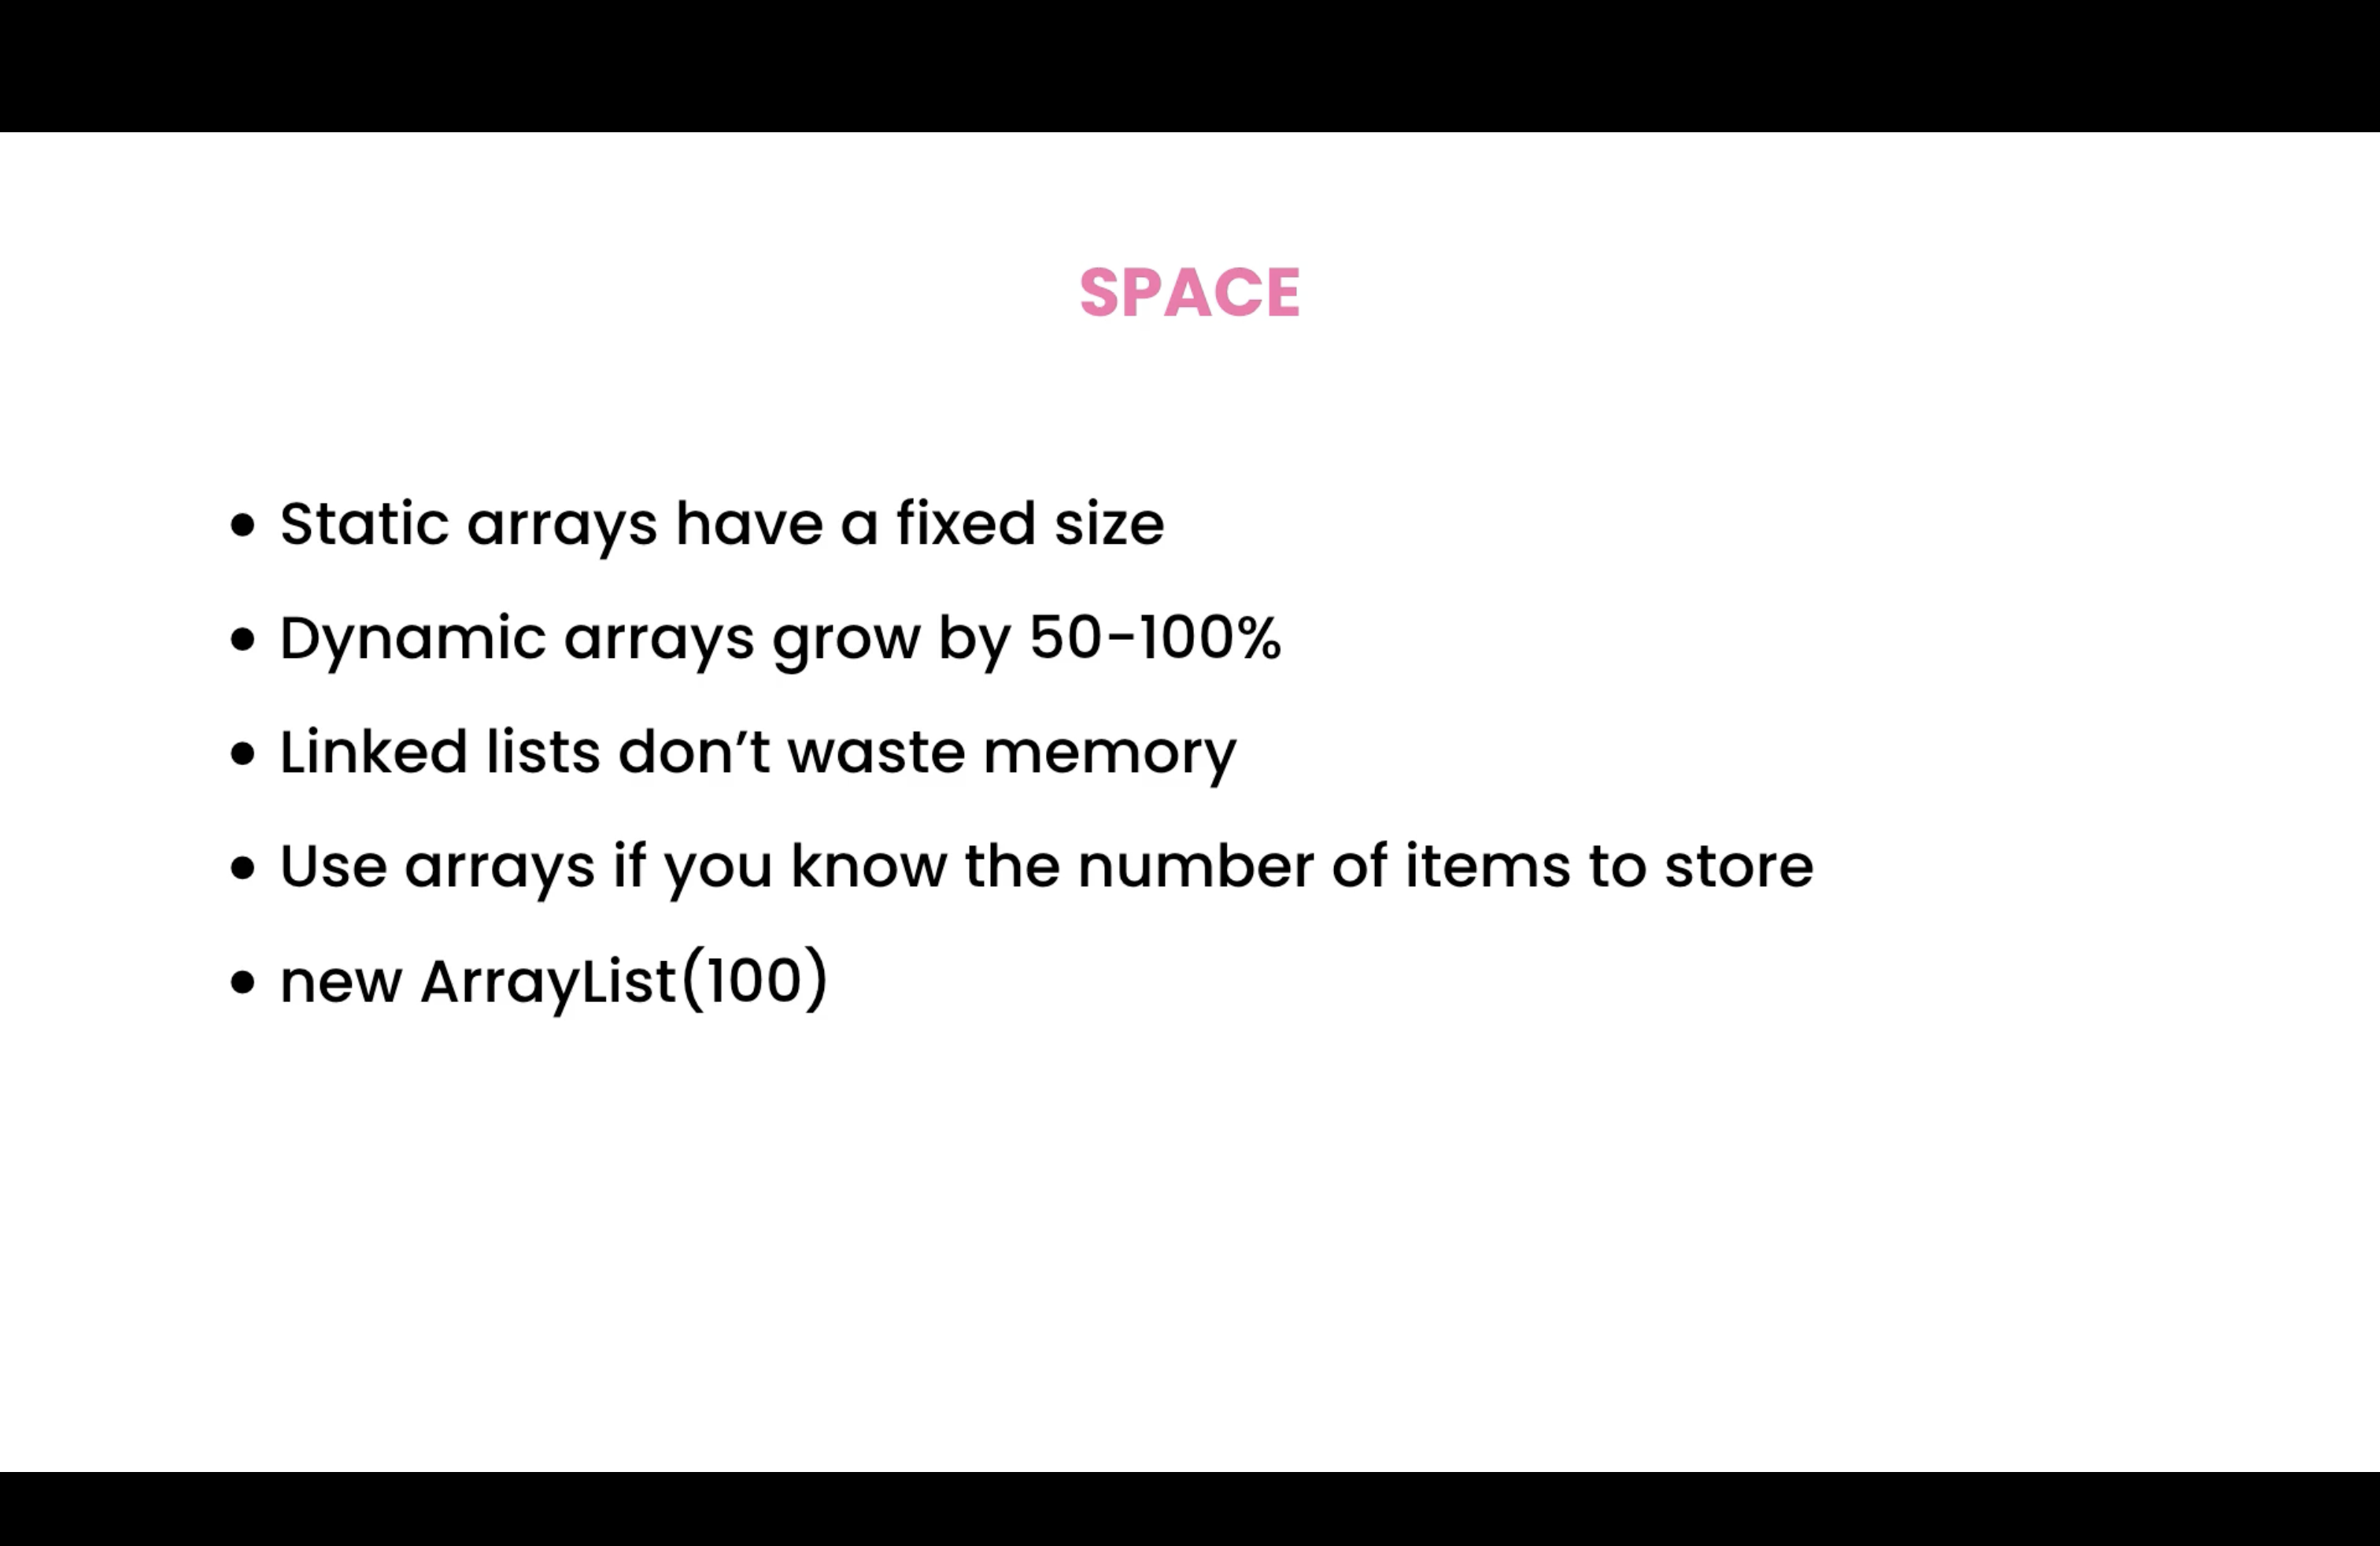 SPACE
• Static arrays have a fixed size
• Dynamic arrays grow by 50-100%
• Linked lists don’t waste memory
• Use arrays if you know the number of items to store
• new ArrayList(100)